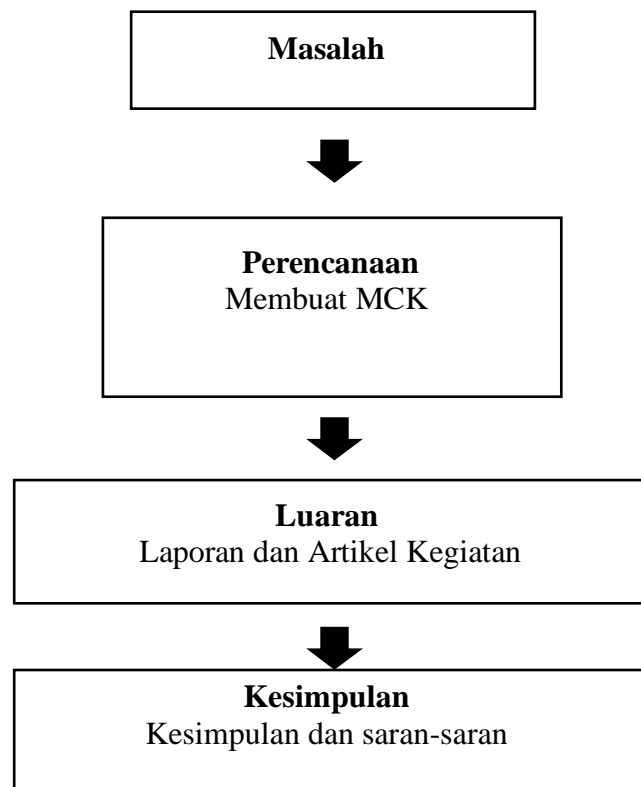 Masalah
Perencanaan
Membuat MCK
Luaran
Laporan dan Artikel Kegiatan
Kesimpulan
Kesimpulan dan saran-saran